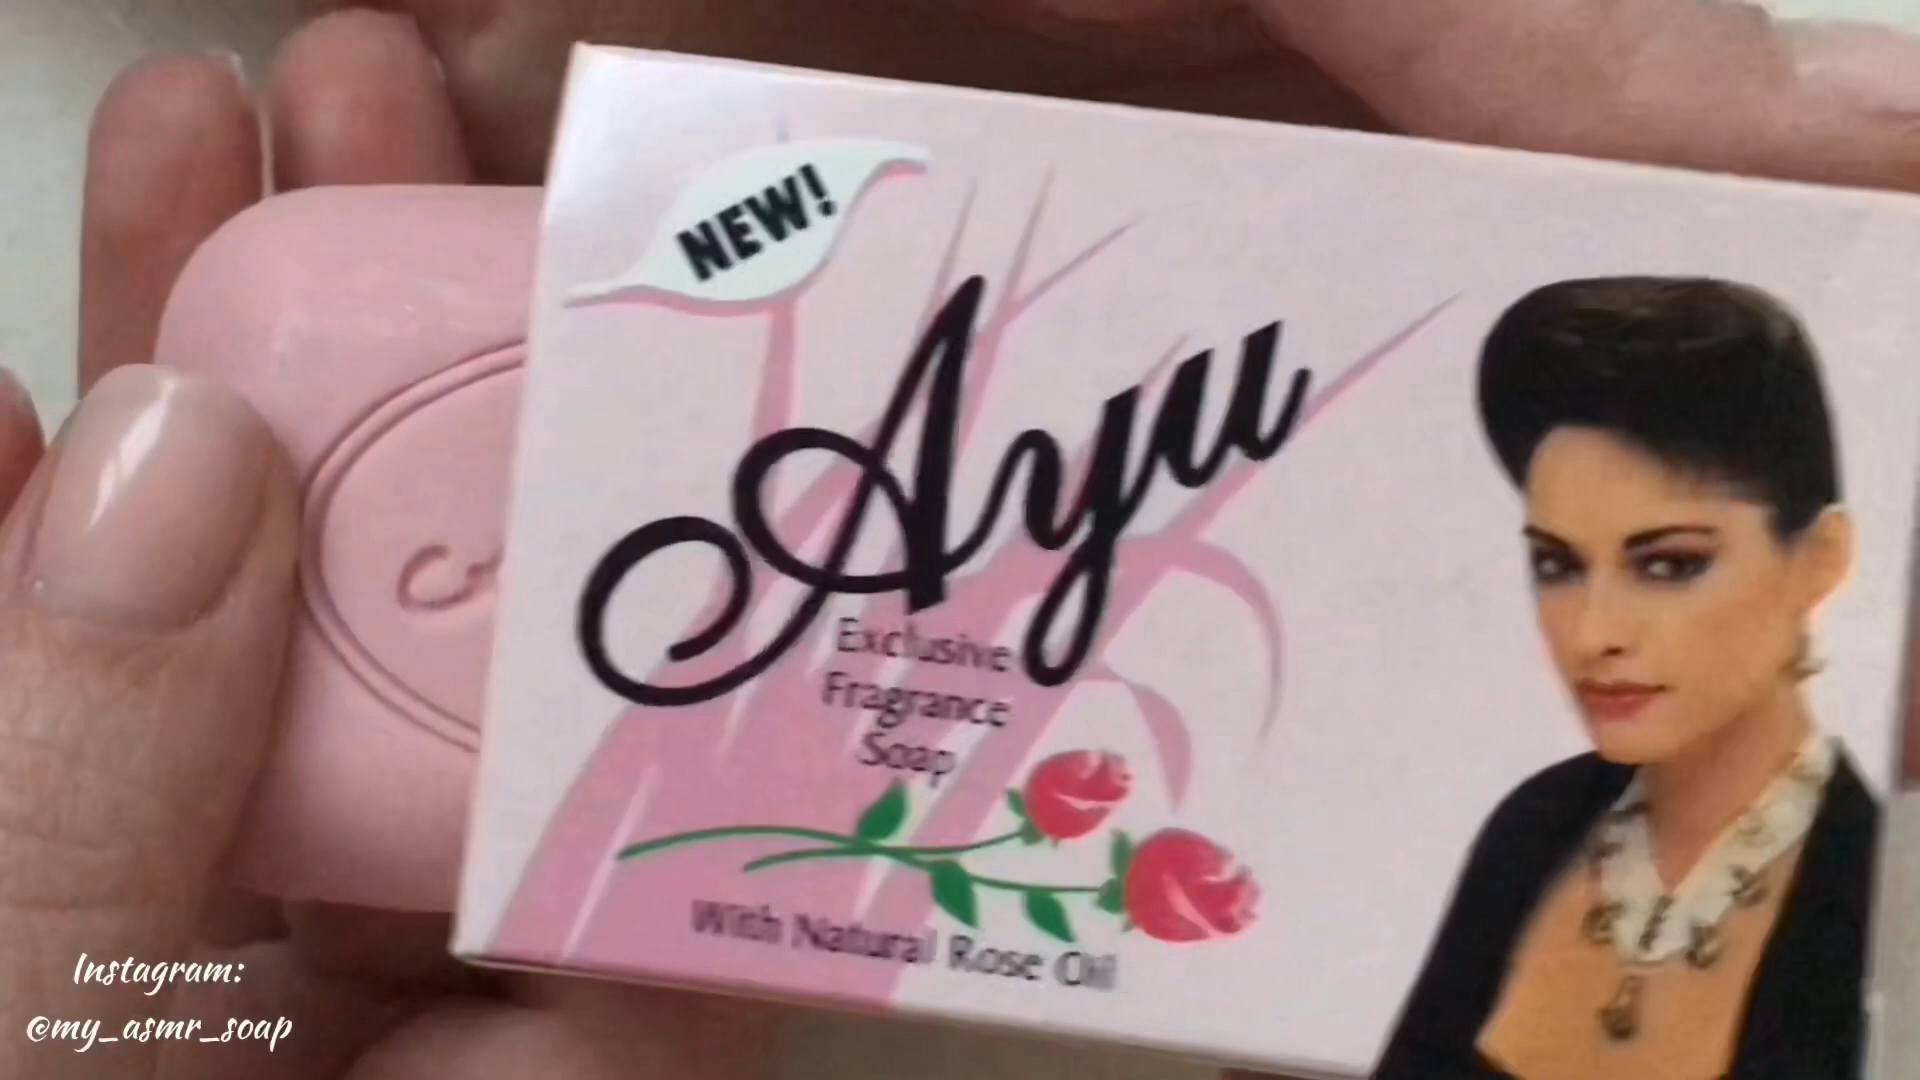 NEW!
Ayu
Exclusive
Fragrance
Soap
With Natural Rose Oil
Instagram:
@my_asmr_soap